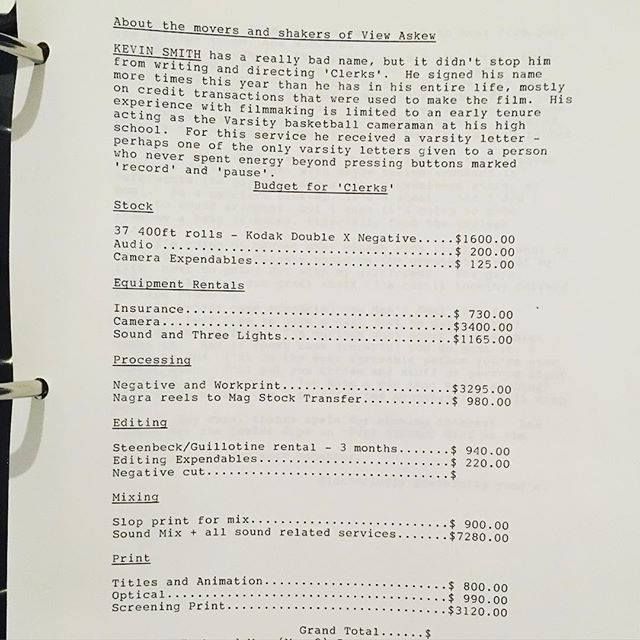 About the movers and shakers of View Askew
KEVIN SMITH has a really bad name, but it didn't stop him
from writing and directing 'Clerks'. He signed his name
more times this year than he has in his entire life, mostly
on credit transactions that were used to make the film. His
experience with filmmaking is limited to an early tenure
acting as the Varsity basketball cameraman at his high
school. For this service he received a varsity letter -
perhaps one of the only varsity letters given to a person
who never spent energy beyond pressing buttons marked
'record' and 'pause'.
Budget for 'Clerks'
Stock
37 400ft rolls - Kodak Double X Negative.....$1600.00
Audio ......................................$ 200.00
Camera Expendables..........................$ 125.00
Equipment Rentals
Insurance...................................$ 730.00
Camera......................................$3400.00
Sound and Three Lights......................$1165.00
Processing
Negative and Workprint......................$3295.00
Nagra reels to Mag Stock Transfer...........$ 980.00
Editing
Steenbeck/Guillotine rental - 3 months.......$ 940.00
Editing Expendables.........................$ 220.00
Negative cut................................$
Mixing
Slop print for mix..........................$ 900.00
Sound Mix + all sound related services.......$7280.00
Print
Titles and Animation........................$ 800.00
Optical.....................................$ 990.00
Screening Print.............................$3120.00
Grand Total......$